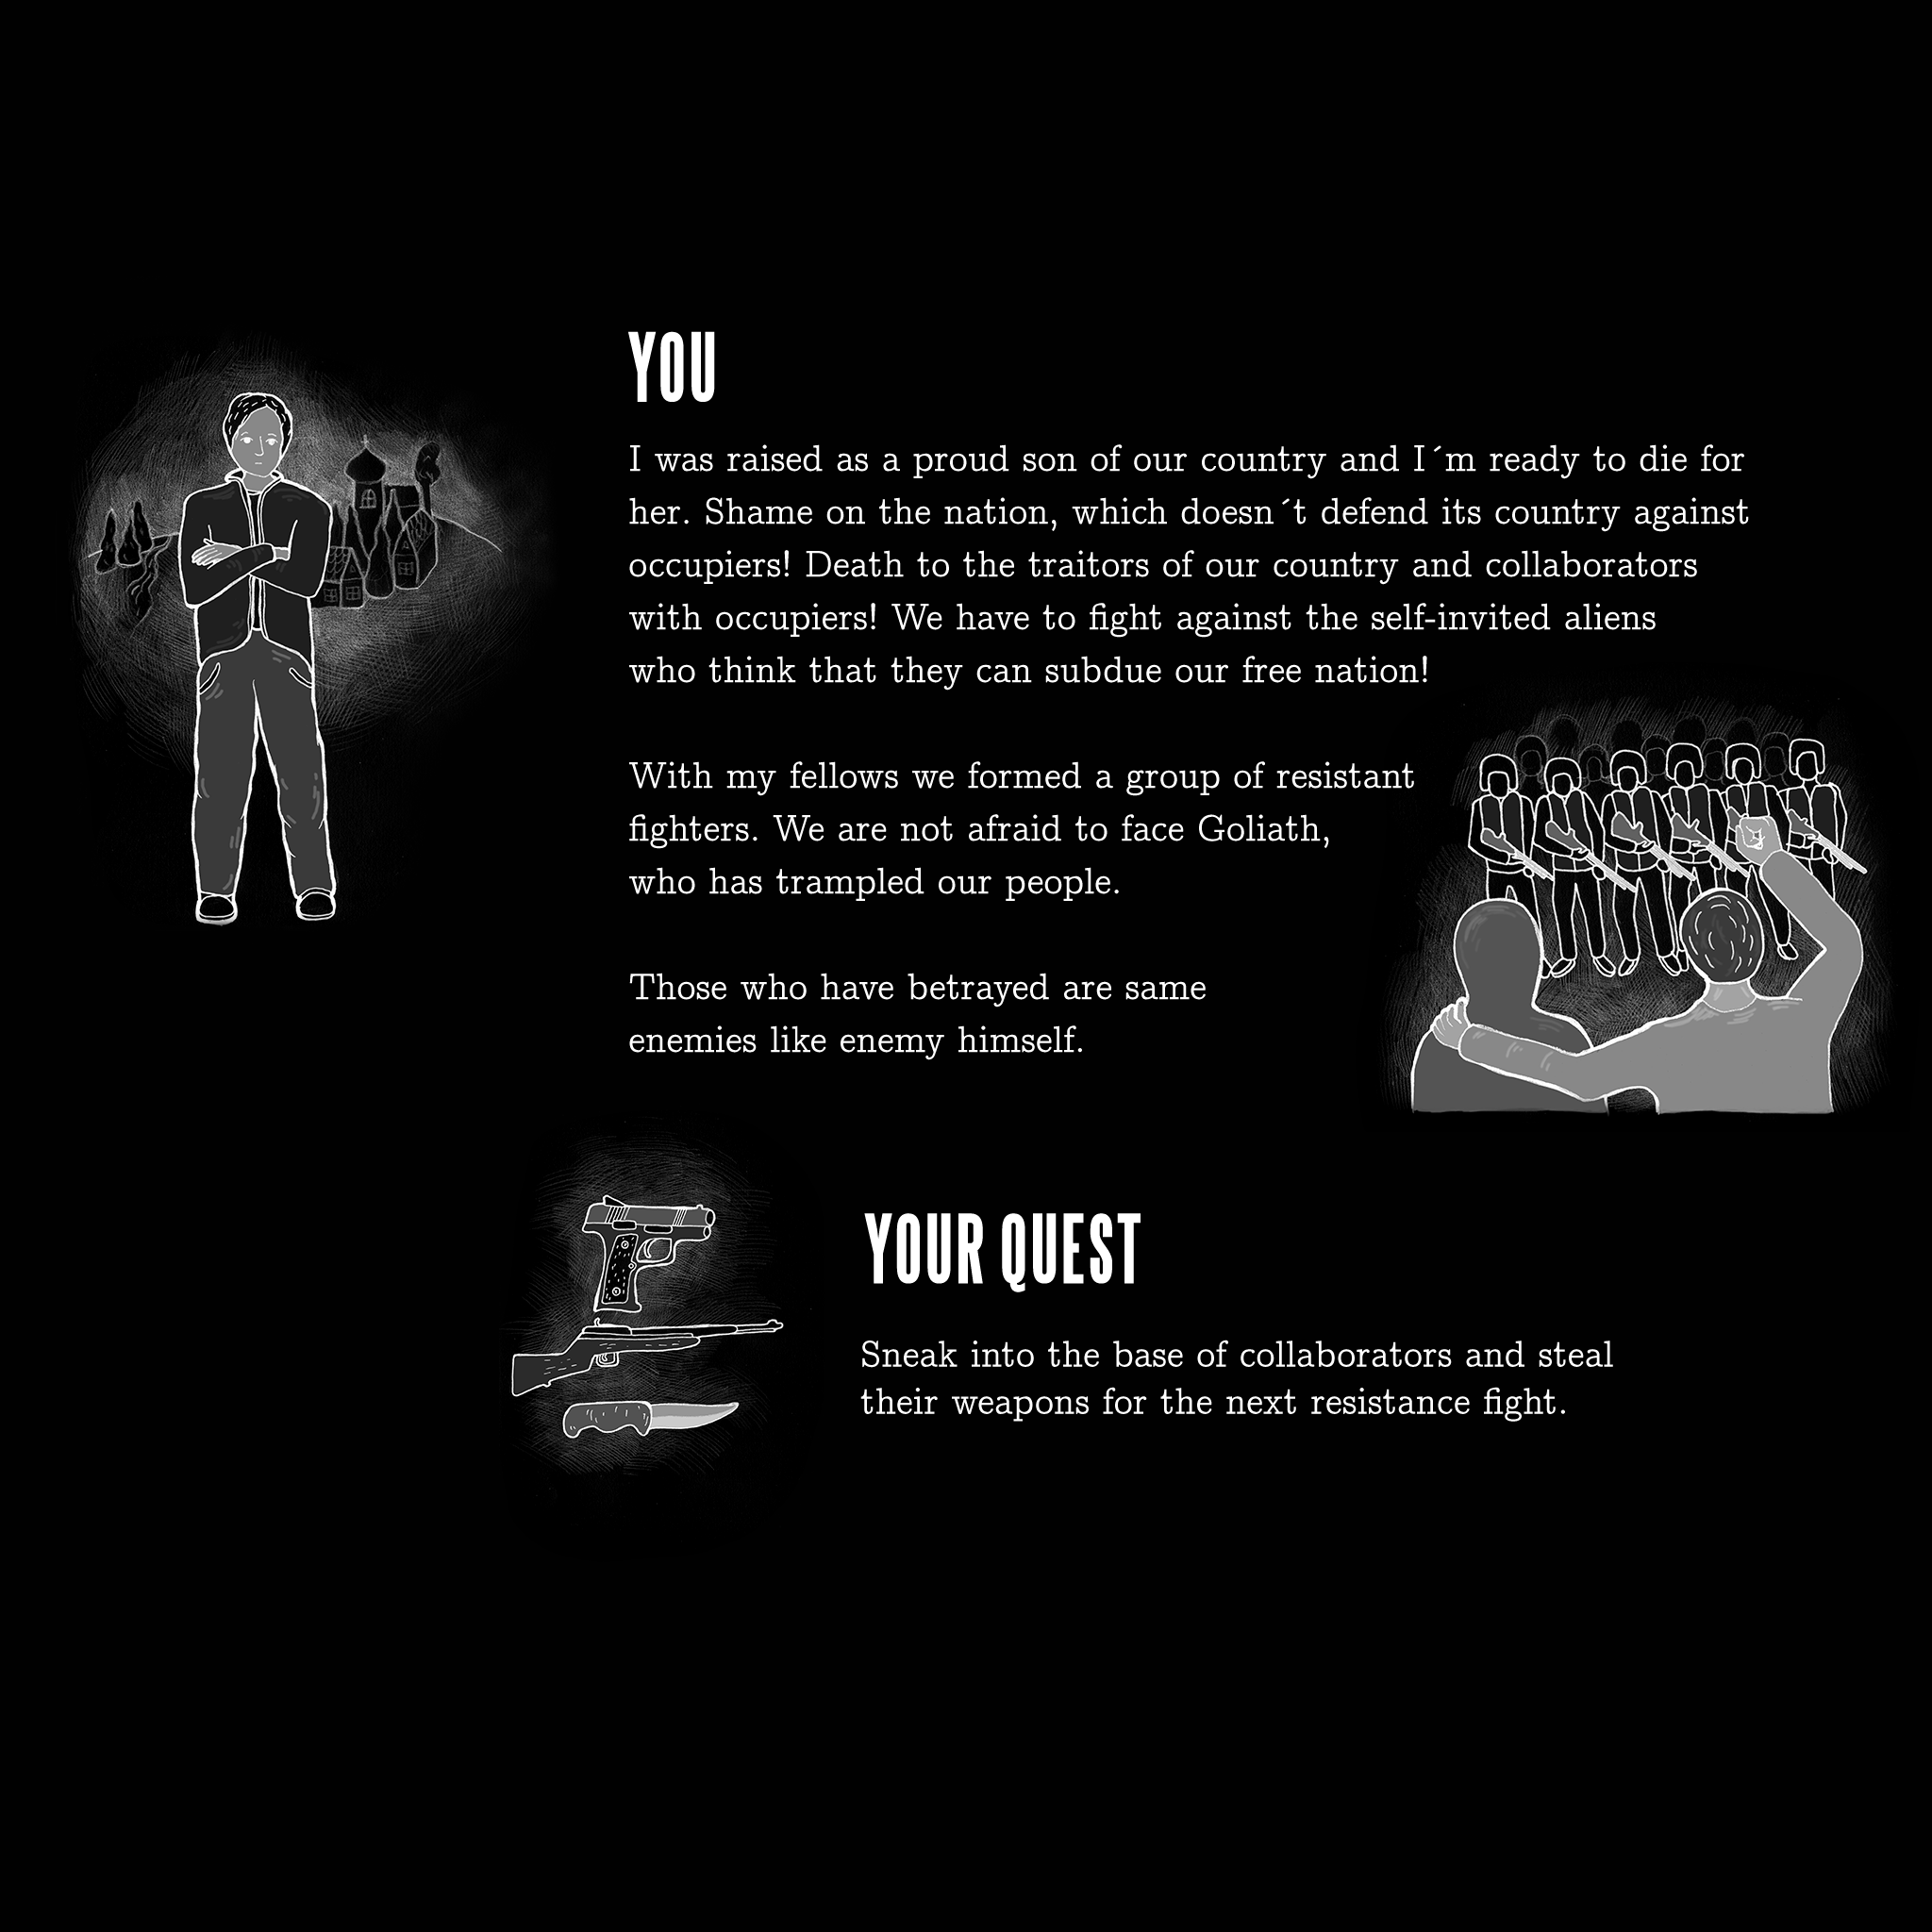 YOU
I was raised as a proud son of our country and I´m ready to die for
her. Shame on the nation, which doesn´t defend its country against
occupiers! Death to the traitors of our country and collaborators
with occupiers! We have to fight against the self-invited aliens
who think that they can subdue our free nation!
With my fellows we formed a group of resistant
fighters. We are not afraid to face Goliath,
who has trampled our people.
Those who have betrayed are same
enemies like enemy himself.
YOUR QUEST
Sneak into the base of collaborators and steal
their weapons for the next resistance fight.